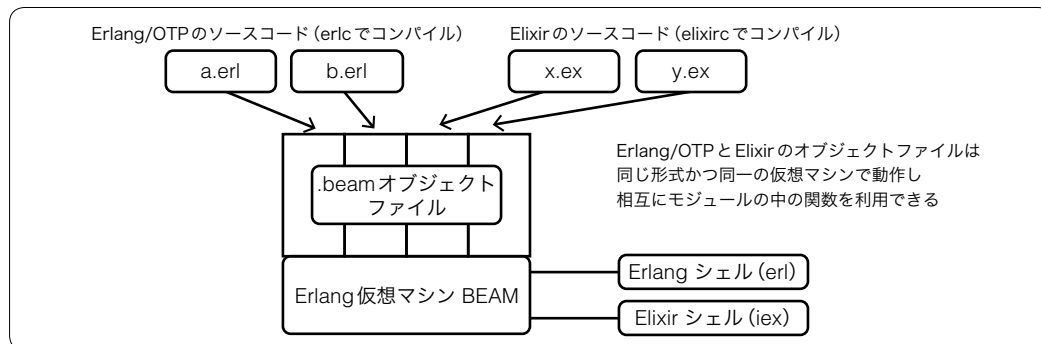 Erlang/OTPのソースコード(erlcでコンパイル)
Elixirのソースコード(elixircでコンパイル)
a.erl
b.erl
x.ex
y.ex
Erlang/OTPとElixirのオブジェクトファイルは
同じ形式かつ同一の仮想マシンで動作し
相互にモジュールの中の関数を利用できる
.beamオブジェクト
ファイル
Erlang仮想マシン BEAM
Erlang シェル(erl)
Elixir シェル(iex)